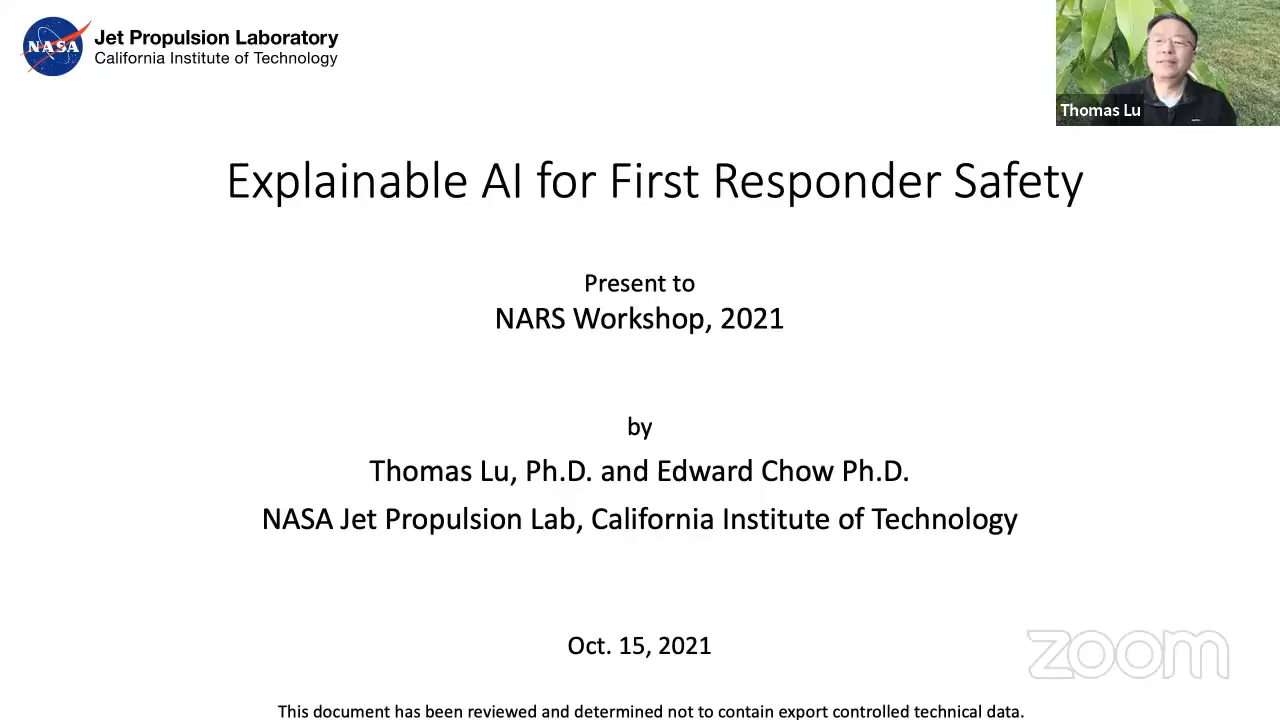 NASA
Jet Propulsion Laboratory
California Institute of Technology
Thomas Lu
Explainable AI for First Responder Safety
Present to
NARS Workshop, 2021
by
Thomas Lu, Ph.D. and Edward Chow Ph.D.
NASA Jet Propulsion Lab, California Institute of Technology
Oct. 15, 2021
zoom
This document has been reviewed and determined not to contain export controlled technical data.